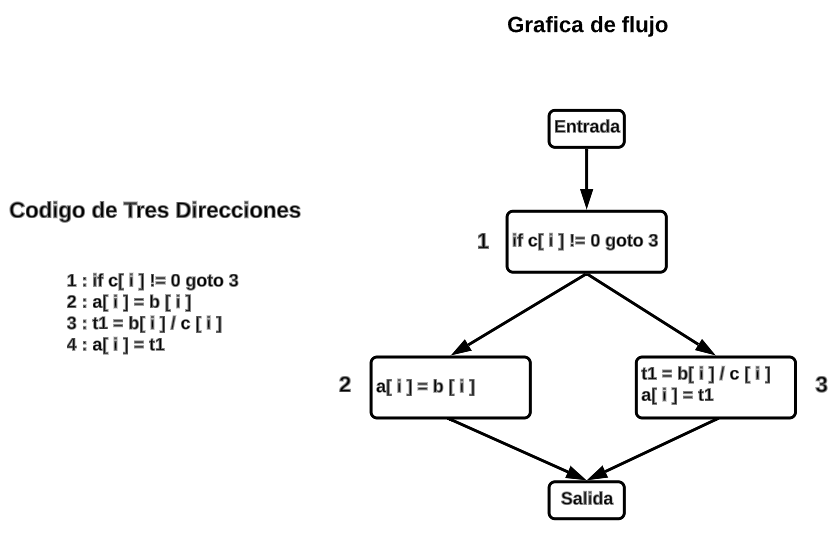 Grafica de flujo
Entrada
Codigo de Tres Direcciones
1 : if c[ i ] != 0 goto 3
2 : a[ i ] = b [ i ]
3 : t1 = b[ i ] / c [ i ]
4 : a[ i ] = t1
1
if c[ i ] != 0 goto 3
2
a[ i ] = b [ i ]
t1 = b[ i ] / c [ i ]
a[ i ] = t1
3
Salida